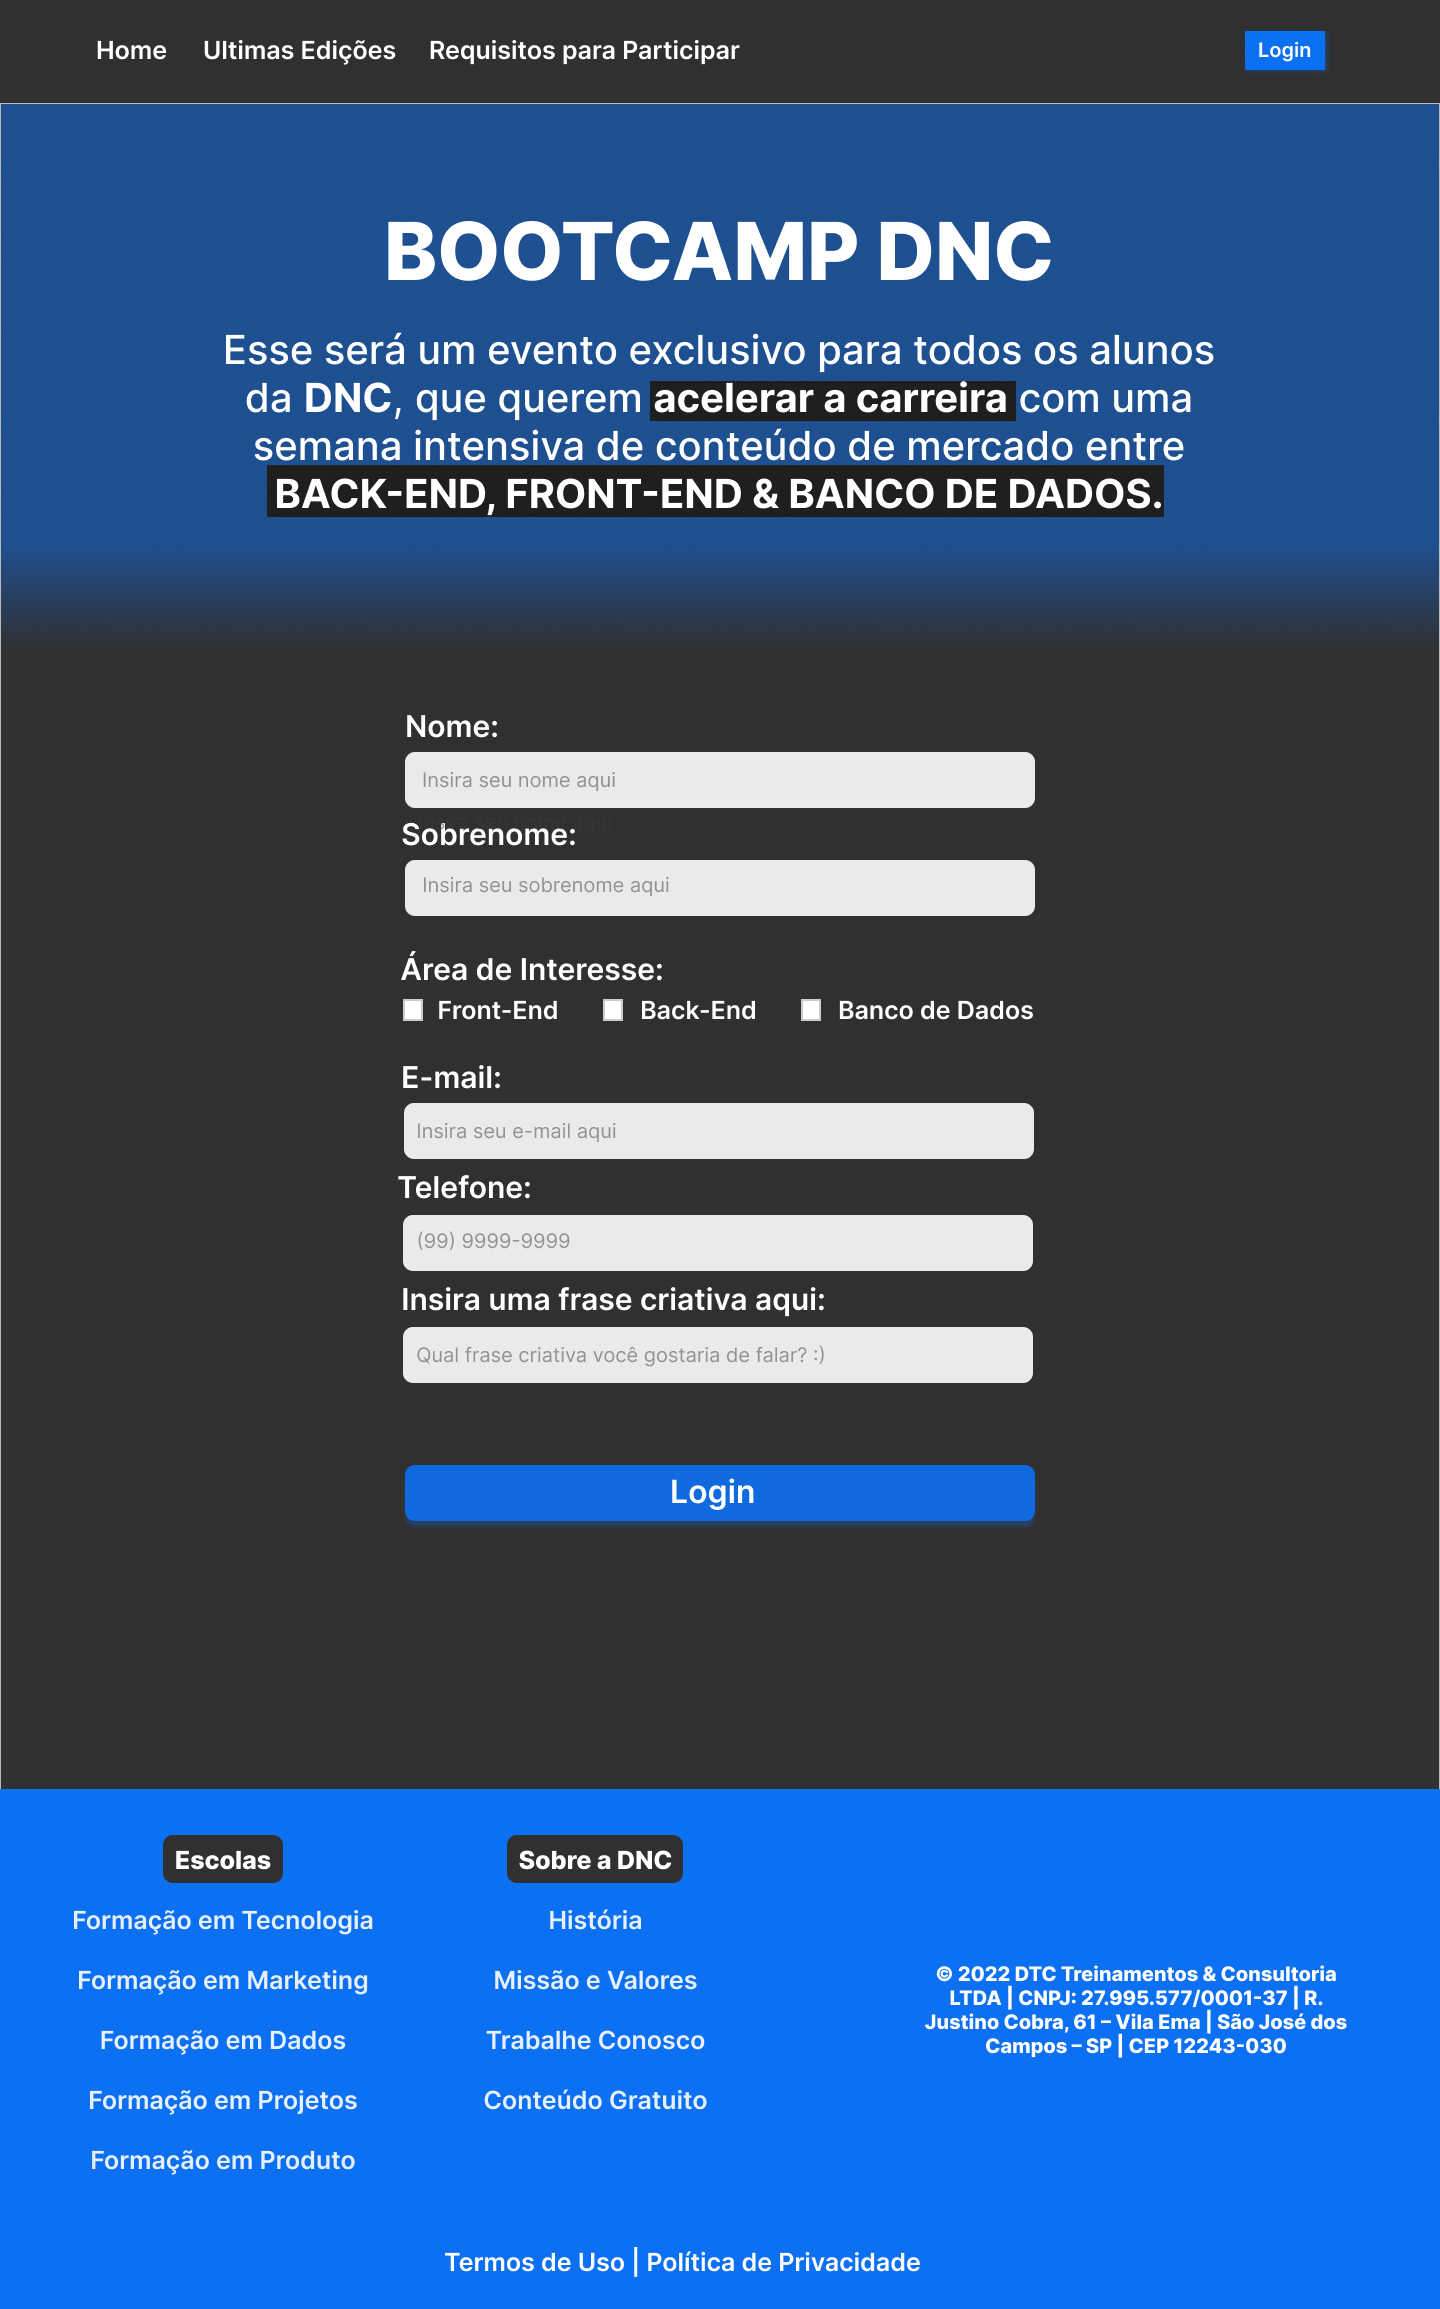 Home Ultimas Edições Requisitos para Participar Login
BOOTCAMP DNC
Esse será um evento exclusivo para todos os alunos
da DNC, que querem acelerar a carreira com uma
semana intensiva de conteúdo de mercado entre
BACK-END, FRONT-END & BANCO DE DADOS.
Nome:
Insira seu nome aqui
Insira seu nome aqui
Sobrenome:
Insira seu sobrenome aqui
Área de Interesse:
Front-End Back-End Banco de Dados
E-mail:
Insira seu e-mail aqui
Telefone:
(99) 9999-9999
Insira uma frase criativa aqui:
Qual frase criativa você gostaria de falar? :)
Login
Escolas
Formação em Tecnologia
Formação em Marketing
Formação em Dados
Formação em Projetos
Formação em Produto
Sobre a DNC
História
Missão e Valores
Trabalhe Conosco
Conteúdo Gratuito
© 2022 DTC Treinamentos & Consultoria
LTDA | CNPJ: 27.995.577/0001-37 | R.
Justino Cobra, 61 – Vila Ema | São José dos
Campos – SP | CEP 12243-030
Termos de Uso | Política de Privacidade